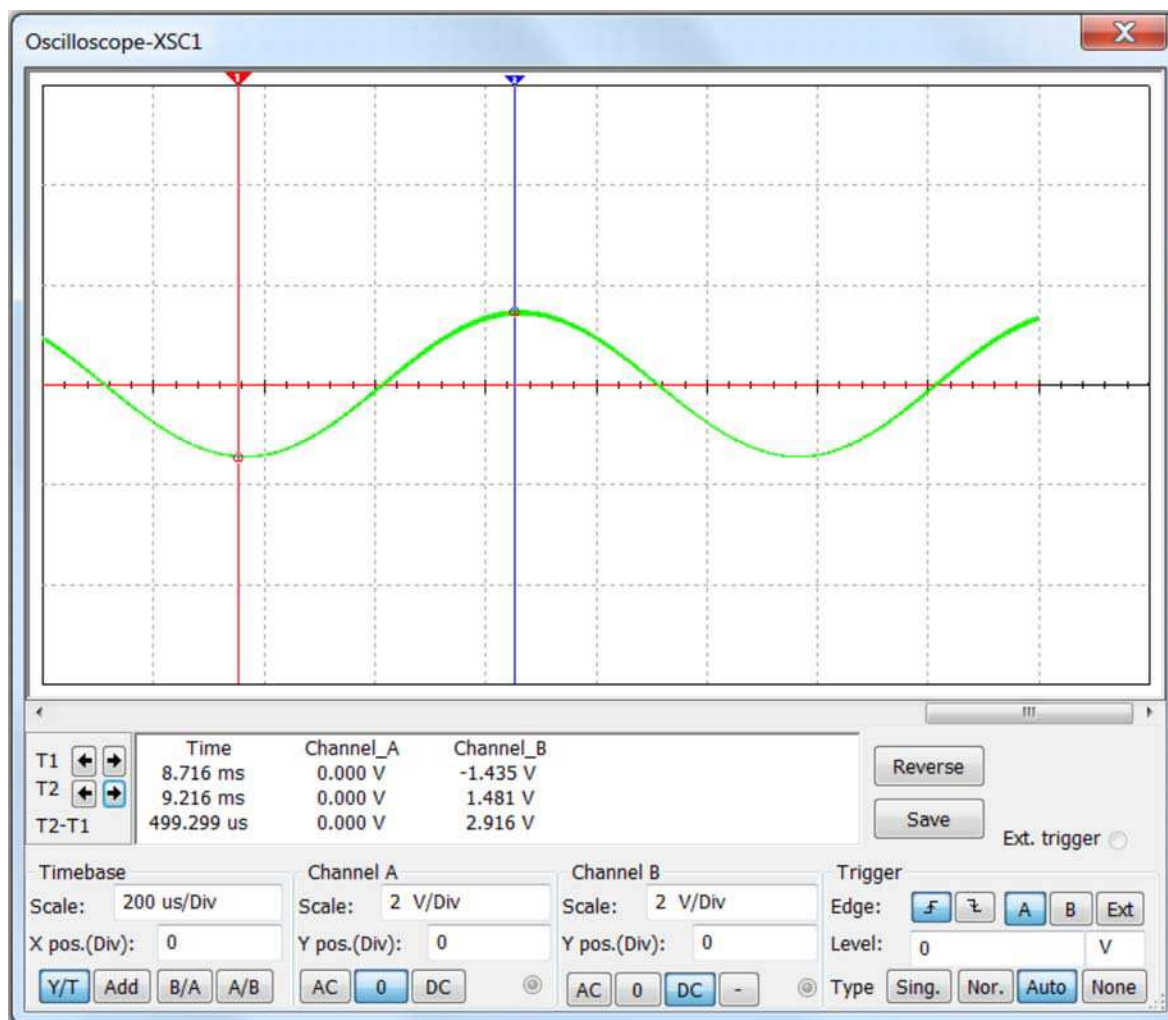 Oscilloscope-XSC1
1
2
Time Channel_A Channel_B
T1 8.716 ms 0.000 V -1.435 V
T2 9.216 ms 0.000 V 1.481 V
T2-T1 499.299 us 0.000 V 2.916 V
Reverse
Save
Ext. trigger
Timebase Channel A Channel B Trigger
Scale: 200 us/Div Scale: 2 V/Div Scale: 2 V/Div Edge: A B Ext
X pos.(Div): 0 Y pos.(Div): 0 Y pos.(Div): 0 Level: 0 V
Y/T Add B/A A/B AC 0 DC AC 0 DC - Type Sing. Nor. Auto None